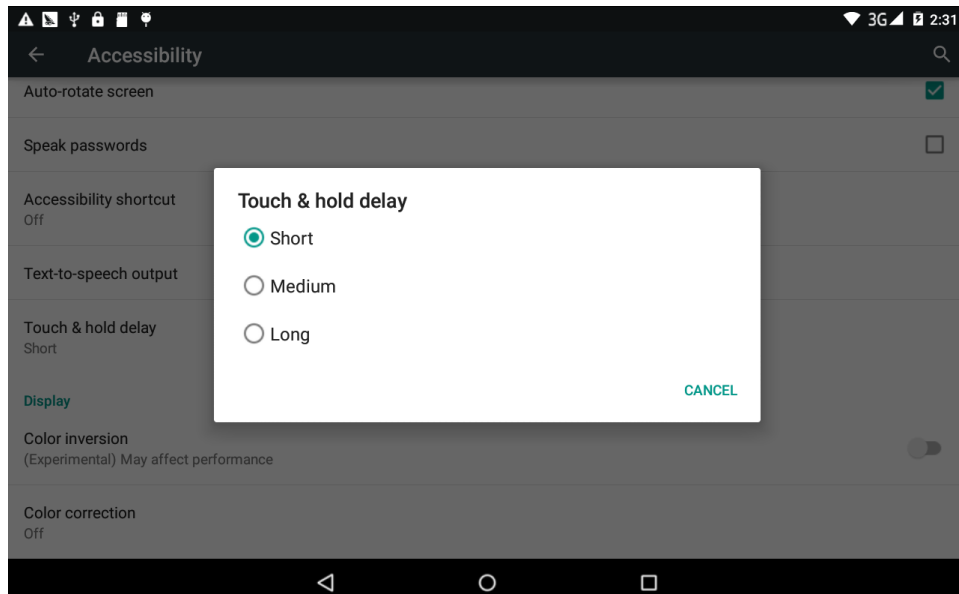 3G 2:31
Accessibility
Auto-rotate screen
Speak passwords
Accessibility shortcut
Off
Text-to-speech output
Touch & hold delay
Short
Display
Color inversion
(Experimental) May affect performance
Color correction
Off
Touch & hold delay
Short
Medium
Long
CANCEL